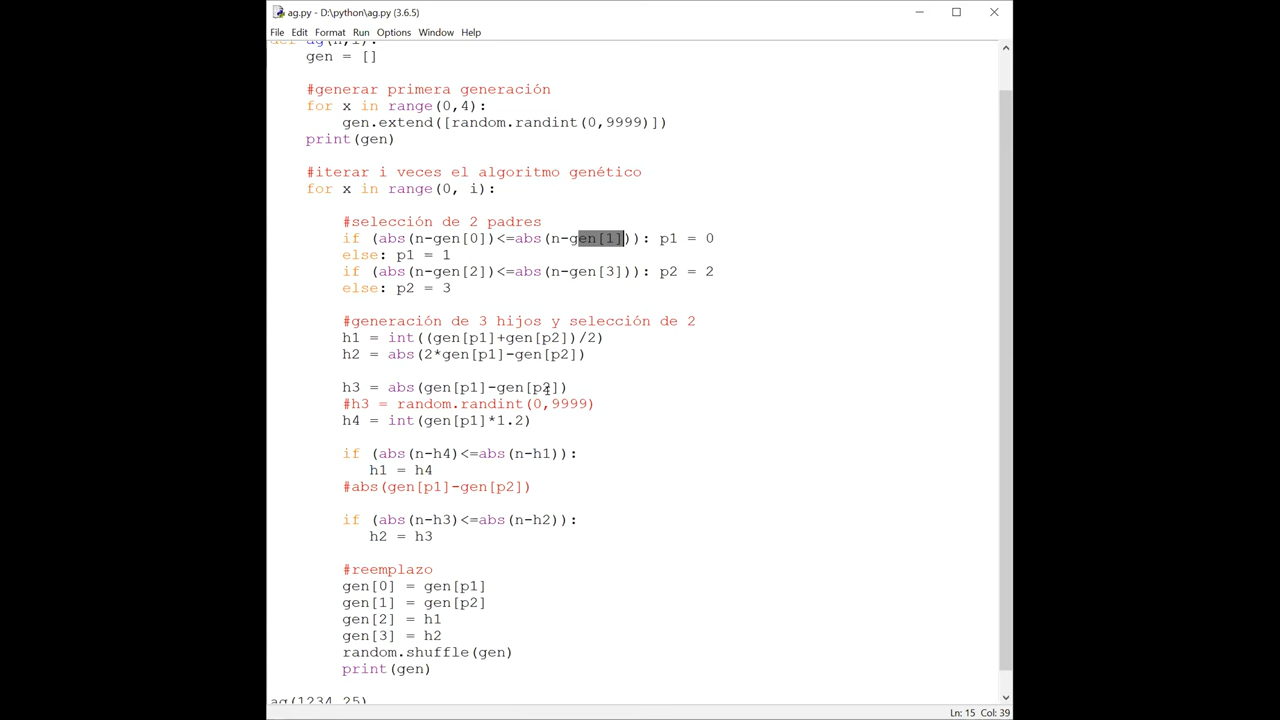 ag.py - D:\python\ag.py (3.6.5)
File Edit Format Run Options Window Help
def ag(n,i):
    gen = []
    #generar primera generación
    for x in range(0,4):
        gen.extend([random.randint(0,9999)])
    print(gen)
    #iterar i veces el algoritmo genético
    for x in range(0, i):
        #selección de 2 padres
        if (abs(n-gen[0])<=abs(n-gen[1])): p1 = 0
        else: p1 = 1
        if (abs(n-gen[2])<=abs(n-gen[3])): p2 = 2
        else: p2 = 3
        #generación de 3 hijos y selección de 2
        h1 = int((gen[p1]+gen[p2])/2)
        h2 = abs(2*gen[p1]-gen[p2])
        h3 = abs(gen[p1]-gen[p2])
        #h3 = random.randint(0,9999)
        h4 = int(gen[p1]*1.2)
        if (abs(n-h4)<=abs(n-h1)):
           h1 = h4
        #abs(gen[p1]-gen[p2])
        if (abs(n-h3)<=abs(n-h2)):
           h2 = h3
        #reemplazo
        gen[0] = gen[p1]
        gen[1] = gen[p2]
        gen[2] = h1
        gen[3] = h2
        random.shuffle(gen)
        print(gen)
ag(1234,25)
Ln: 15 Col: 39